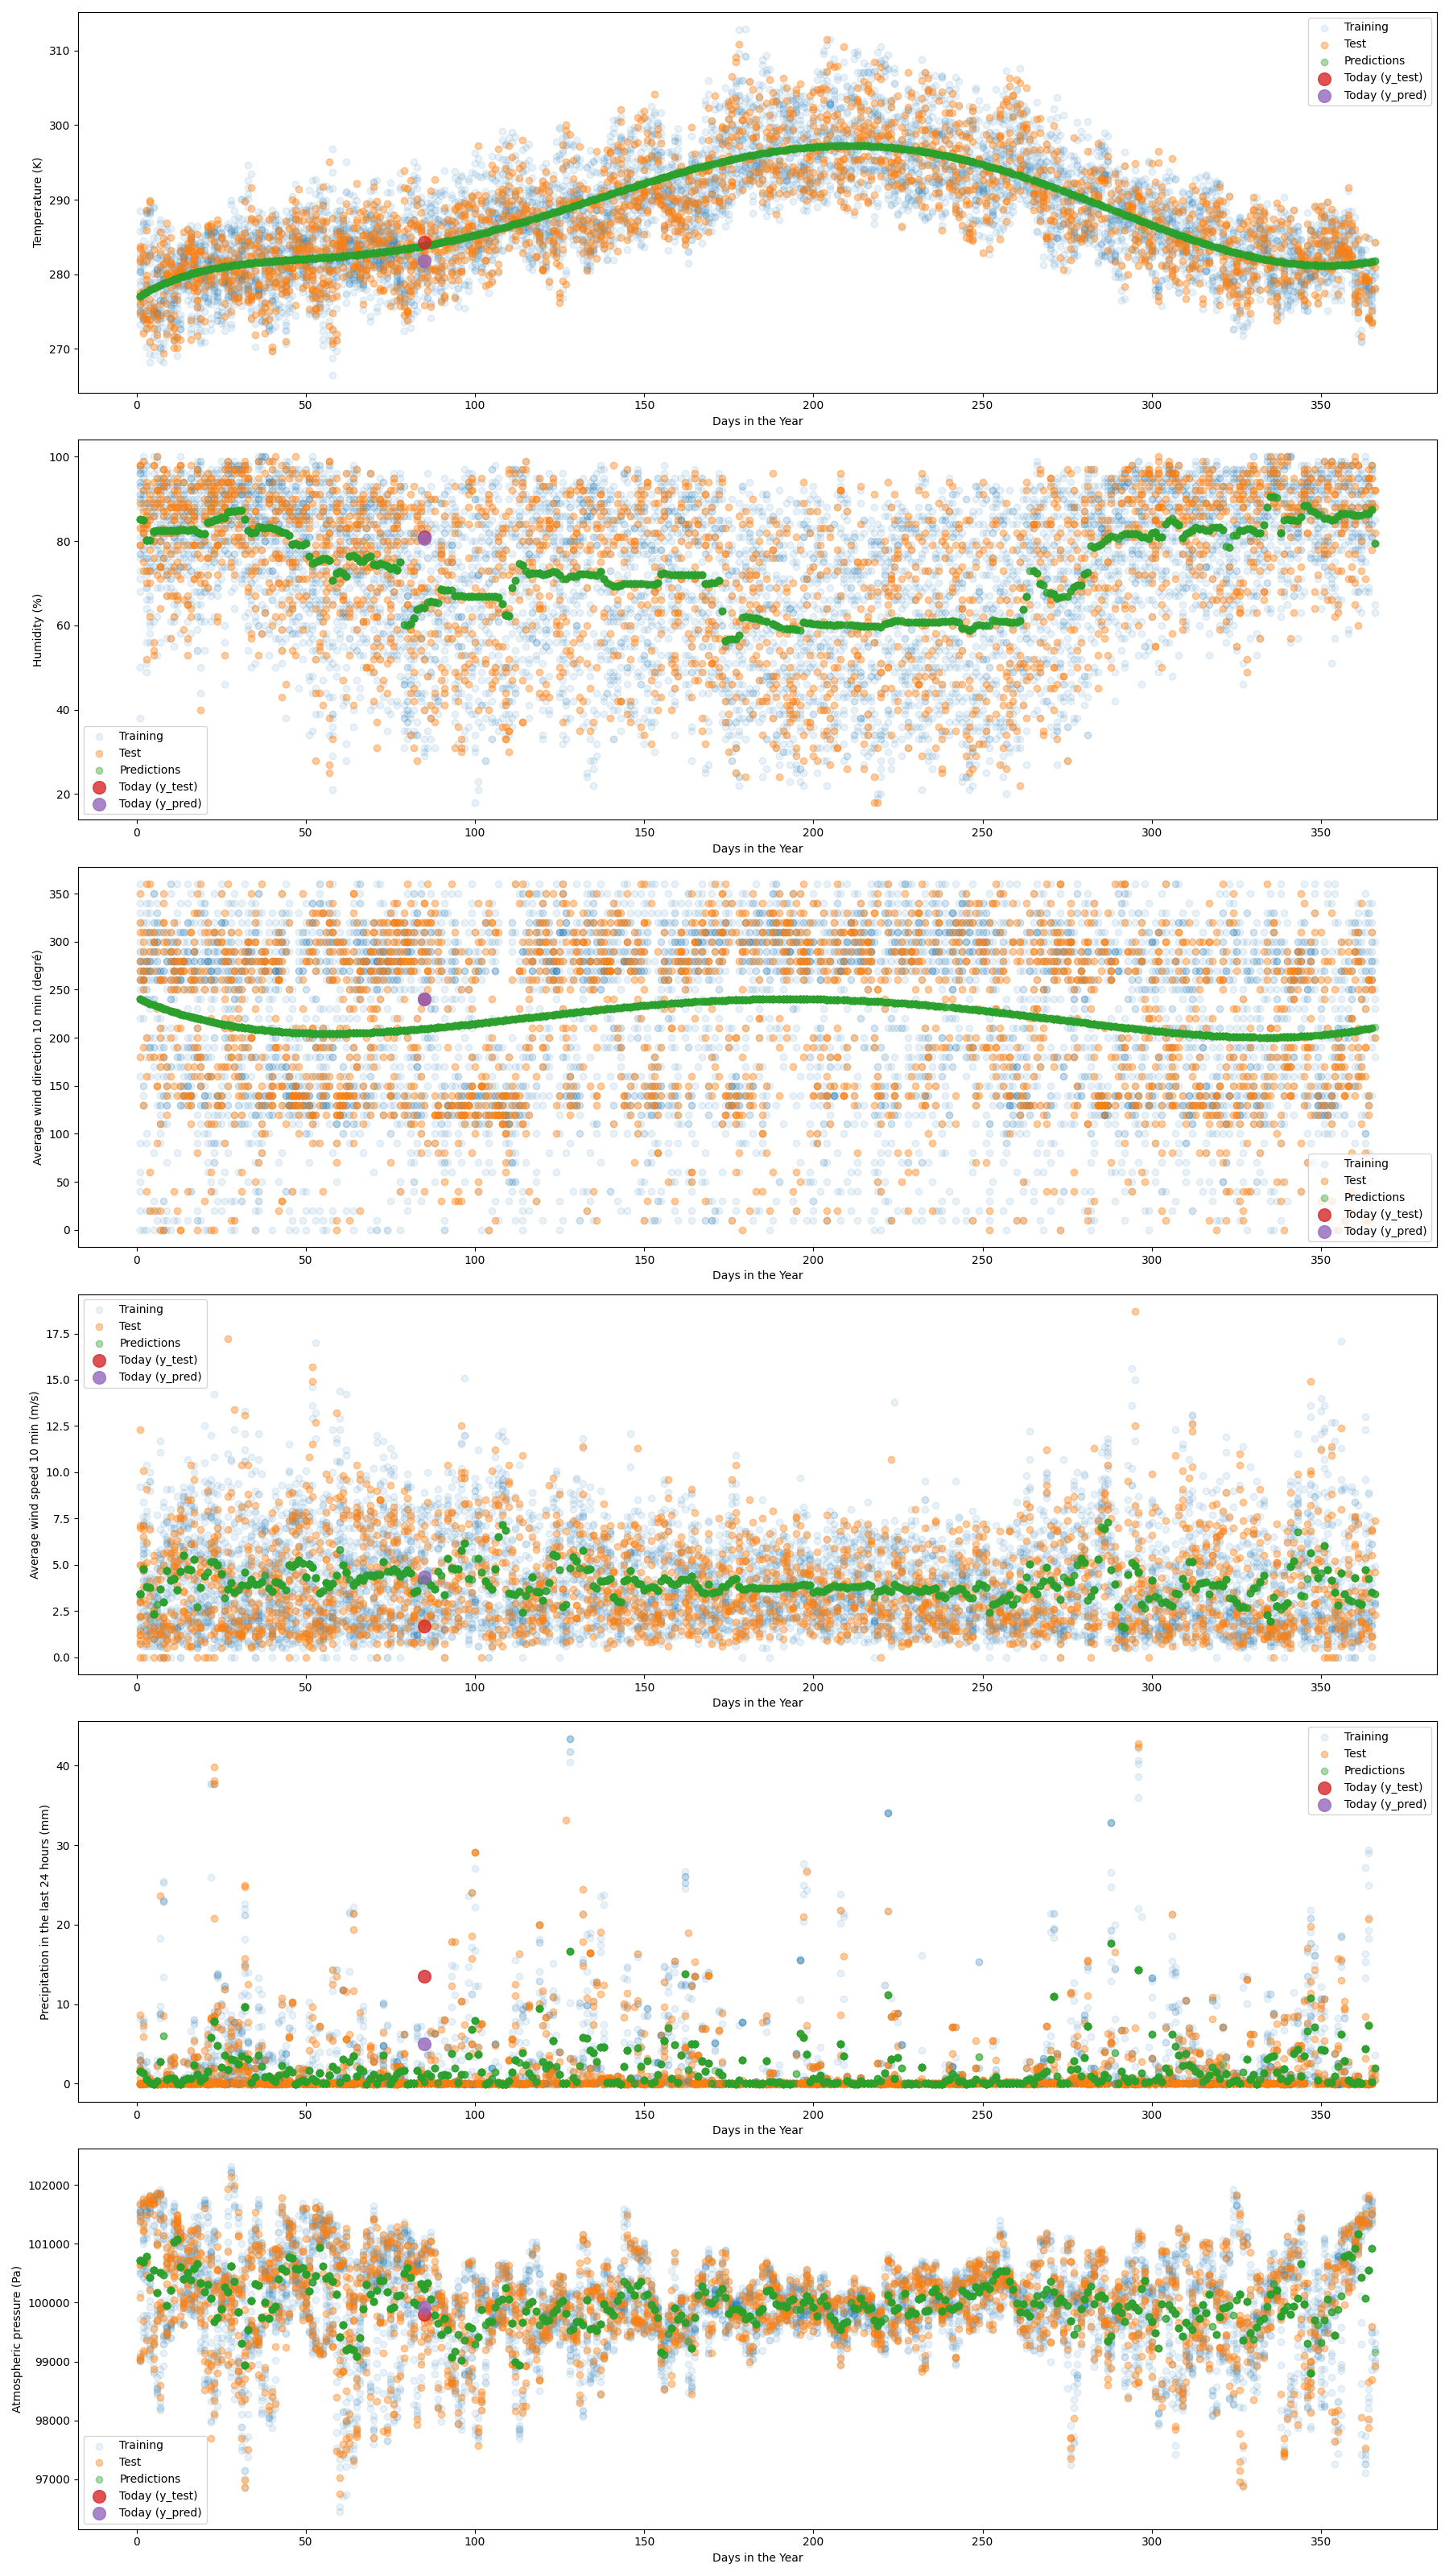 310
300
290
280
270
Temperature (K)
Training
Test
Predictions
Today (y_test)
Today (y_pred)
0 50 100 150 200 250 300 350
Days in the Year
100
80
60
40
20
Humidity (%)
Training
Test
Predictions
Today (y_test)
Today (y_pred)
0 50 100 150 200 250 300 350
Days in the Year
350
300
250
200
150
100
50
0
Average wind direction 10 min (degré)
Training
Test
Predictions
Today (y_test)
Today (y_pred)
0 50 100 150 200 250 300 350
Days in the Year
17.5
15.0
12.5
10.0
7.5
5.0
2.5
0.0
Average wind speed 10 min (m/s)
Training
Test
Predictions
Today (y_test)
Today (y_pred)
0 50 100 150 200 250 300 350
Days in the Year
40
30
20
10
0
Precipitation in the last 24 hours (mm)
Training
Test
Predictions
Today (y_test)
Today (y_pred)
0 50 100 150 200 250 300 350
Days in the Year
102000
101000
100000
99000
98000
97000
Atmospheric pressure (Pa)
Training
Test
Predictions
Today (y_test)
Today (y_pred)
0 50 100 150 200 250 300 350
Days in the Year